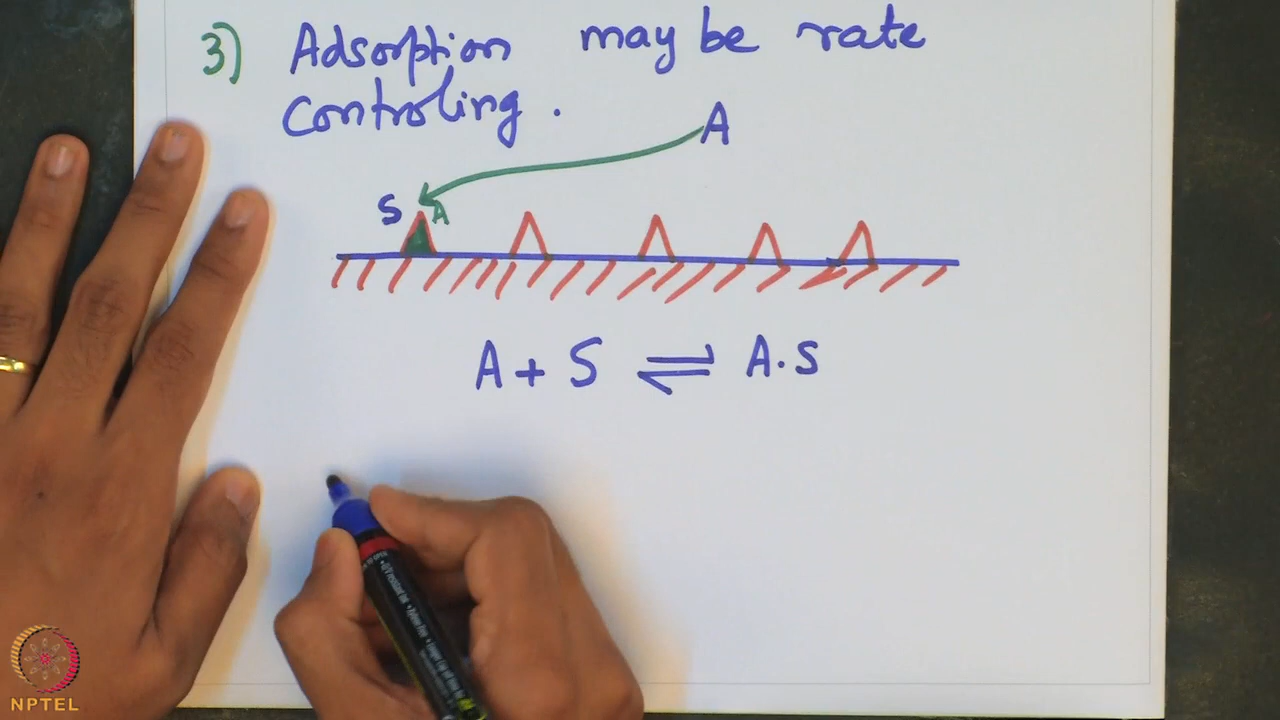 3) Adsorption may be rate
controling.
A
S A
A + S ⇌ A.S
NPTEL